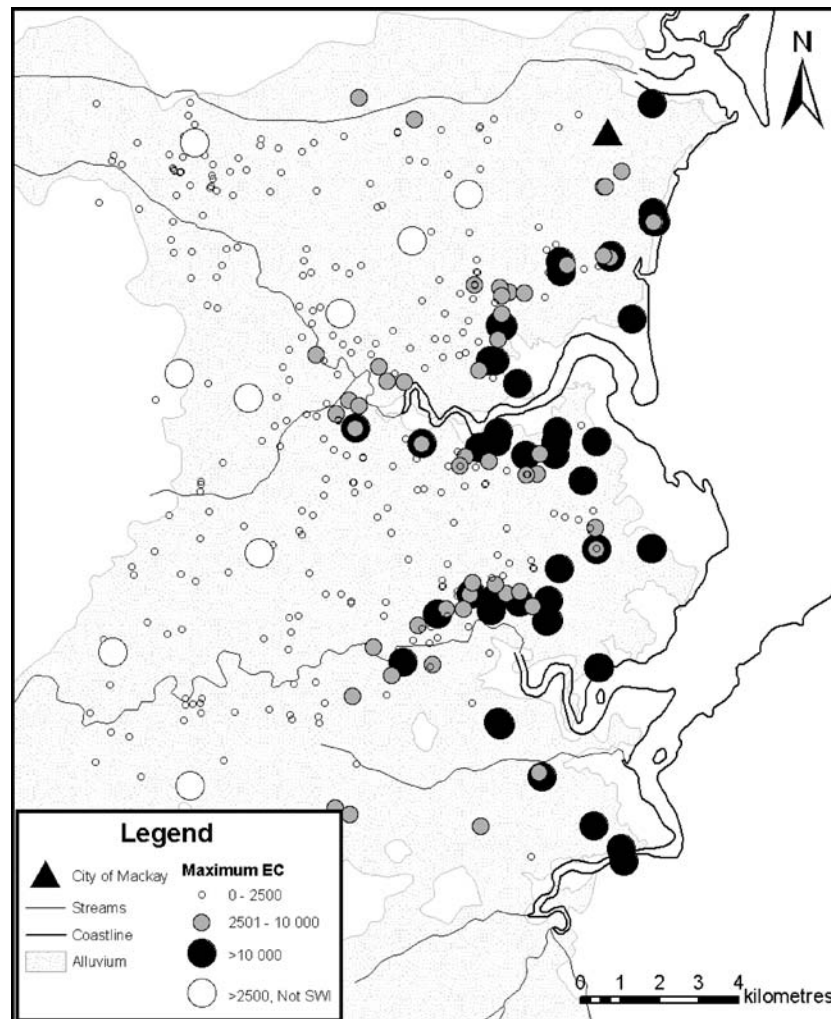 N
Legend
City of Mackay
Streams
Coastline
Alluvium
Maximum EC
0 - 2500
2501 - 10 000
>10 000
>2500, Not SWI
0 1 2 3 4
kilometres